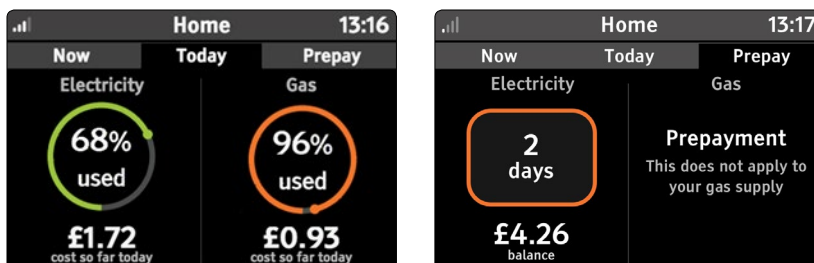 Home 13:16
Now Today Prepay
Electricity Gas
68% 96%
used used
£1.72 £0.93
cost so far today cost so far today
Home 13:17
Now Today Prepay
Electricity Gas
2
days
Prepayment
This does not apply to
your gas supply
£4.26
balance